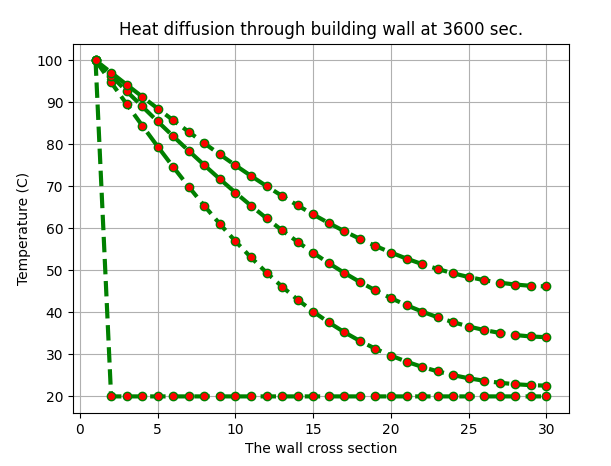 Heat diffusion through building wall at 3600 sec.
100
90
80
70
60
50
40
30
20
Temperature (C)
0 5 10 15 20 25 30
The wall cross section